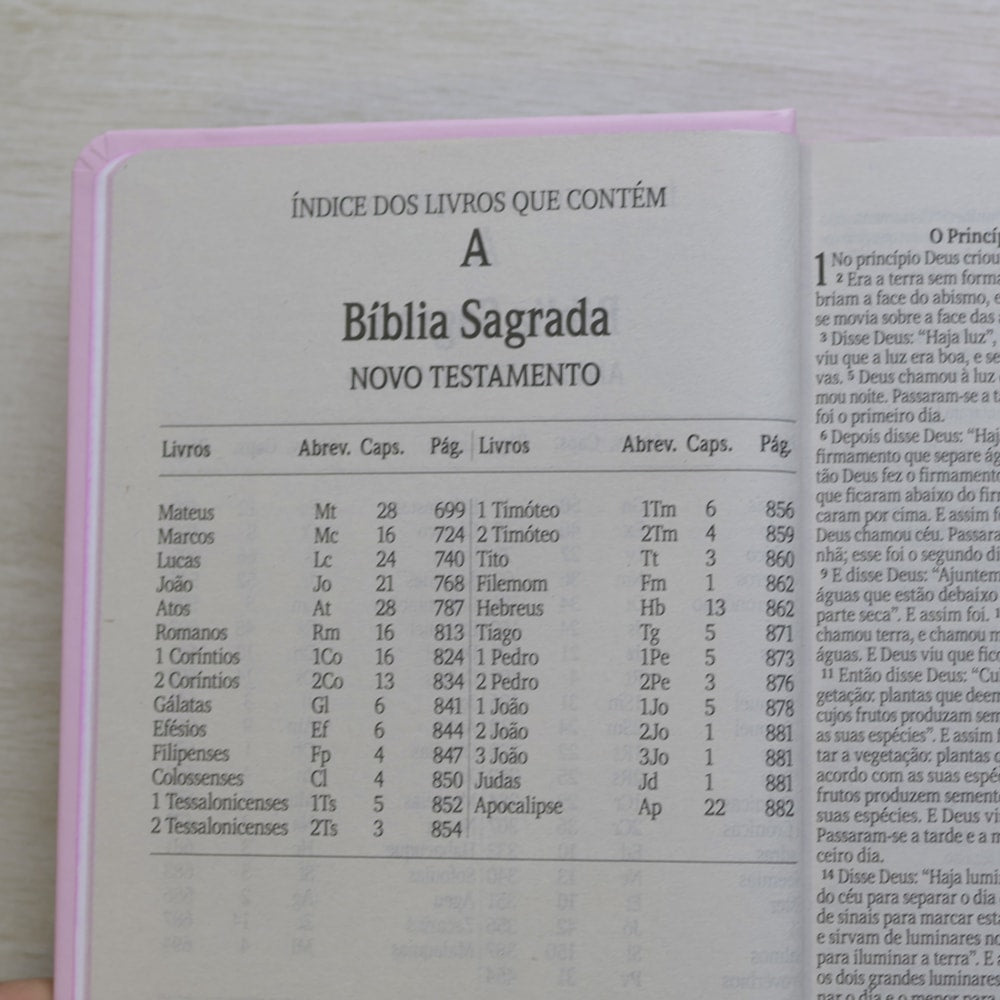 ÍNDICE DOS LIVROS QUE CONTÉM
A
Bíblia Sagrada
NOVO TESTAMENTO
Livros Abrev. Caps. Pág. Livros Abrev. Caps. Pág.
Mateus Mt 28 699 1 Timóteo 1Tm 6 856
Marcos Mc 16 724 2 Timóteo 2Tm 4 859
Lucas Lc 24 740 Tito Tt 3 860
João Jo 21 768 Filemom Fm 1 862
Atos At 28 787 Hebreus Hb 13 862
Romanos Rm 16 813 Tiago Tg 5 871
1 Coríntios 1Co 16 824 1 Pedro 1Pe 5 873
2 Coríntios 2Co 13 834 2 Pedro 2Pe 3 876
Gálatas Gl 6 841 1 João 1Jo 5 878
Efésios Ef 6 844 2 João 2Jo 1 881
Filipenses Fp 4 847 3 João 3Jo 1 881
Colossenses Cl 4 850 Judas Jd 1 881
1 Tessalonicenses 1Ts 5 852 Apocalipse Ap 22 882
2 Tessalonicenses 2Ts 3 854
O Princíp
1 No princípio Deus criou
2 Era a terra sem forma
briam a face do abismo, e
se movia sobre a face das
3 Disse Deus: “Haja luz”,
viu que a luz era boa, e se
vas. 5 Deus chamou à luz
mou noite. Passaram-se a ta
foi o primeiro dia.
6 Depois disse Deus: “Haj
firmamento que separe ág
tão Deus fez o firmamento
que ficaram abaixo do firm
caram por cima. E assim fo
Deus chamou céu. Passara
nhã; esse foi o segundo di
9 E disse Deus: “Ajuntem
águas que estão debaixo
parte seca”. E assim foi. 1
chamou terra, e chamou m
águas. E Deus viu que fico
11 Então disse Deus: “Cu
getação: plantas que deem
cujos frutos produzam sem
as suas espécies”. E assim f
tar a vegetação: plantas
acordo com as suas espéc
frutos produzem semente
suas espécies. E Deus vi
Passaram-se a tarde e a m
ceiro dia.
14 Disse Deus: “Haja lumi
do céu para separar o dia
de sinais para marcar esta
e sirvam de luminares no
para iluminar a terra”. E a
os dois grandes luminares